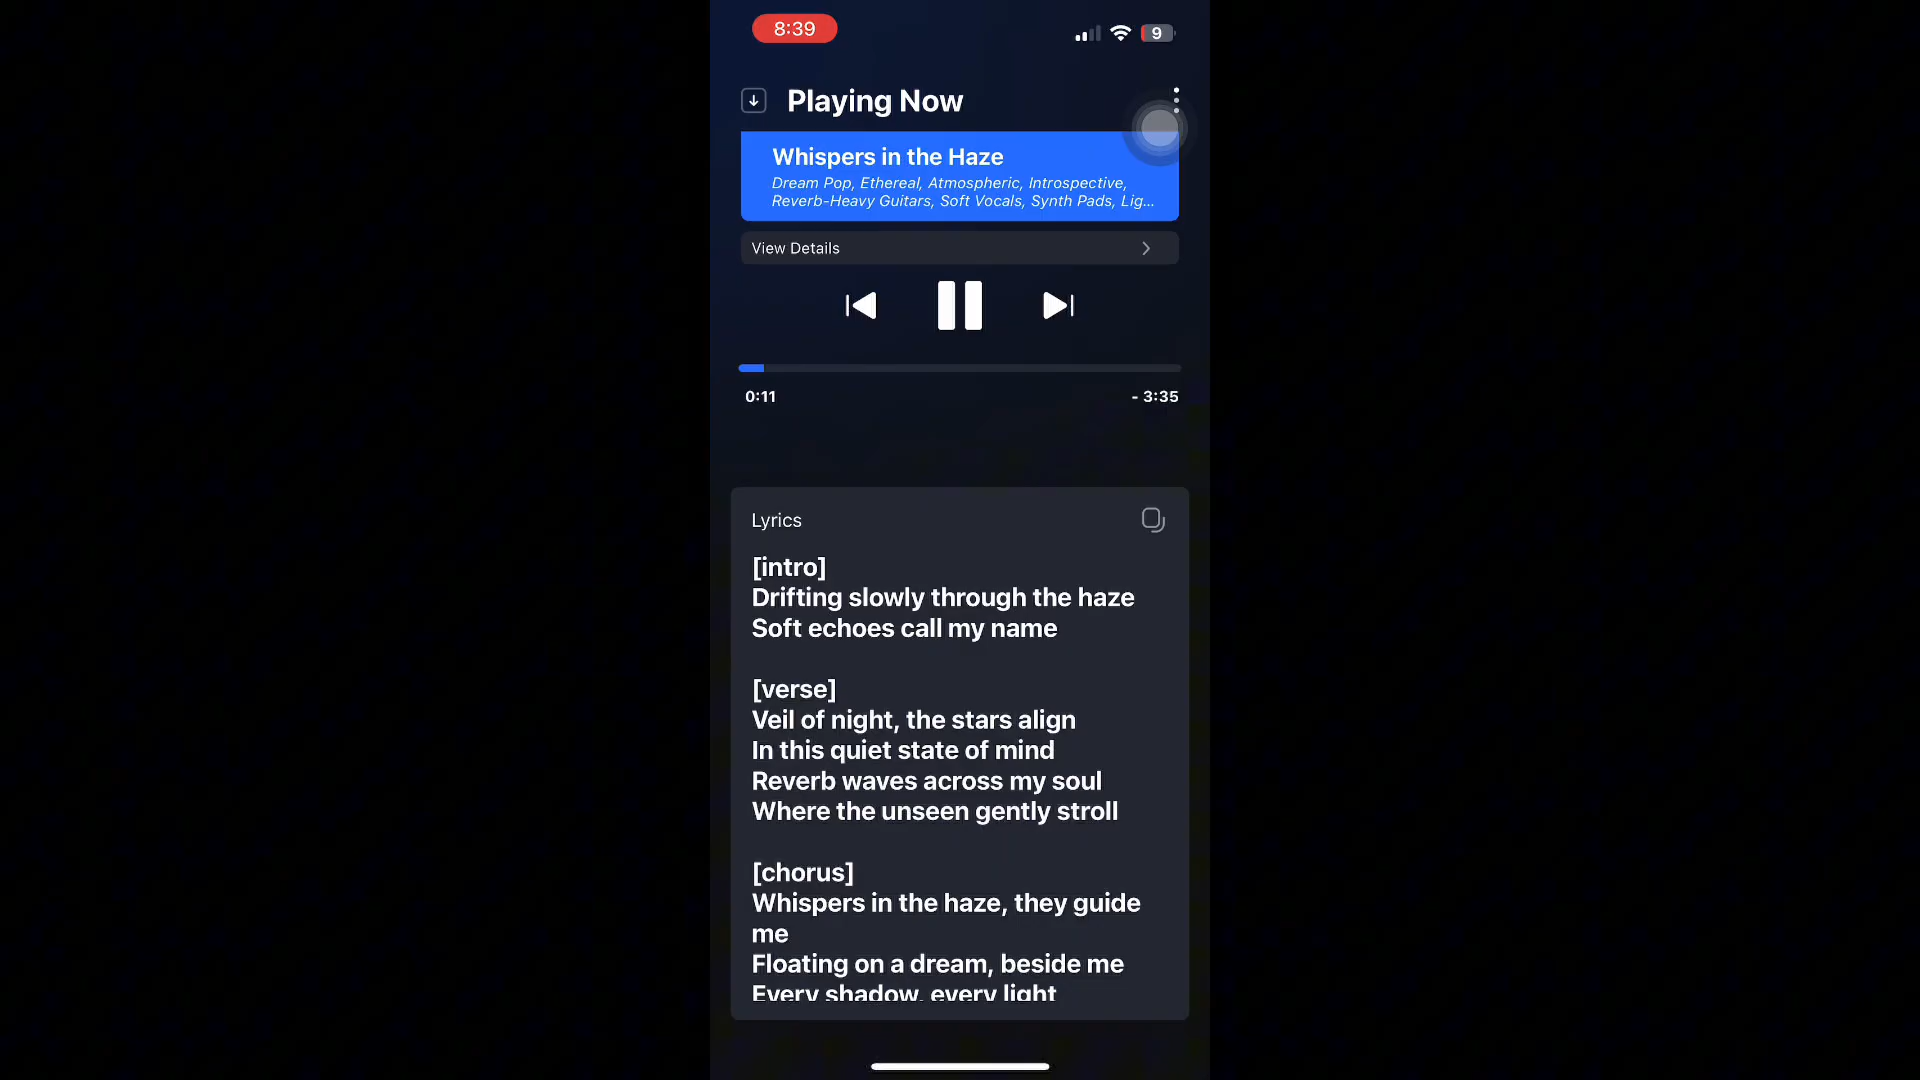 8:39
9
Playing Now
Whispers in the Haze
Dream Pop, Ethereal, Atmospheric, Introspective,
Reverb-Heavy Guitars, Soft Vocals, Synth Pads, Lig...
View Details
0:11
- 3:35
Lyrics
[intro]
Drifting slowly through the haze
Soft echoes call my name
[verse]
Veil of night, the stars align
In this quiet state of mind
Reverb waves across my soul
Where the unseen gently stroll
[chorus]
Whispers in the haze, they guide
me
Floating on a dream, beside me
Every shadow, every light